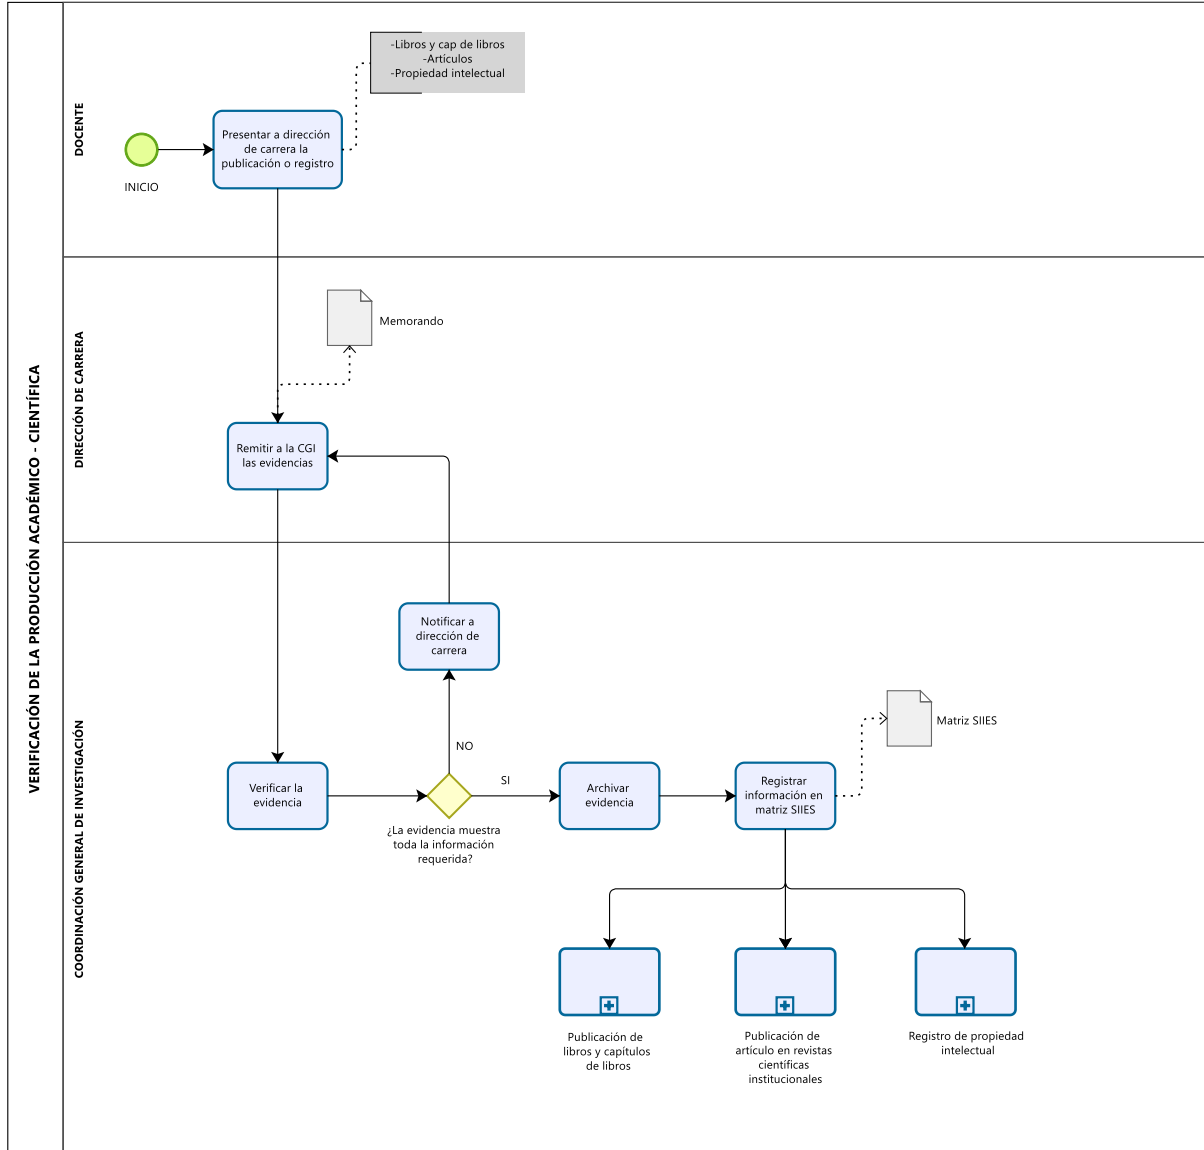 VERIFICACIÓN DE LA PRODUCCIÓN ACADÉMICO - CIENTÍFICA
DOCENTE
-Libros y cap de libros
-Artículos
-Propiedad intelectual
Presentar a dirección
de carrera la
publicación o registro
INICIO
DIRECCIÓN DE CARRERA
Memorando
Remitir a la CGI
las evidencias
COORDINACIÓN GENERAL DE INVESTIGACIÓN
Notificar a
dirección de
carrera
NO
Verificar la
evidencia
¿La evidencia muestra
toda la información
requerida?
SI
Archivar
evidencia
Registrar
información en
matriz SIIES
Matriz SIIES
Publicación de
libros y capítulos
de libros
Publicación de
artículo en revistas
científicas
institucionales
Registro de propiedad
intelectual